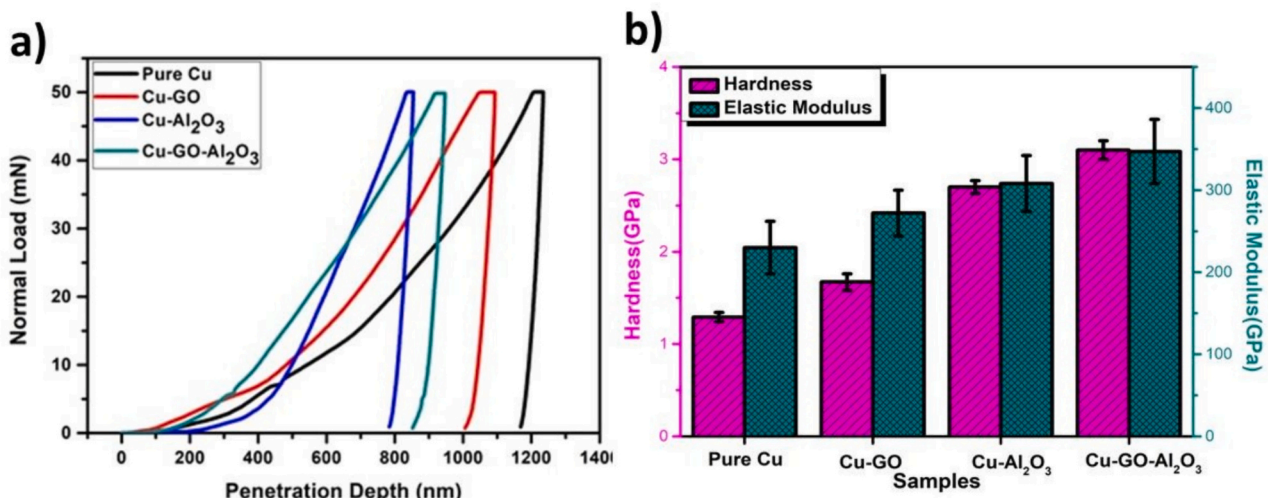 a)
Pure Cu
Cu-GO
Cu-Al2O3
Cu-GO-Al2O3
50
40
30
20
10
0
Normal Load (mN)
0 200 400 600 800 1000 1200 140
Penetration Depth (nm)
b)
Hardness
Elastic Modulus
4
3
2
1
0
Hardness(GPa)
400
300
200
100
0
Elastic Modulus(GPa)
Pure Cu Cu-GO Cu-Al2O3 Cu-GO-Al2O3
Samples